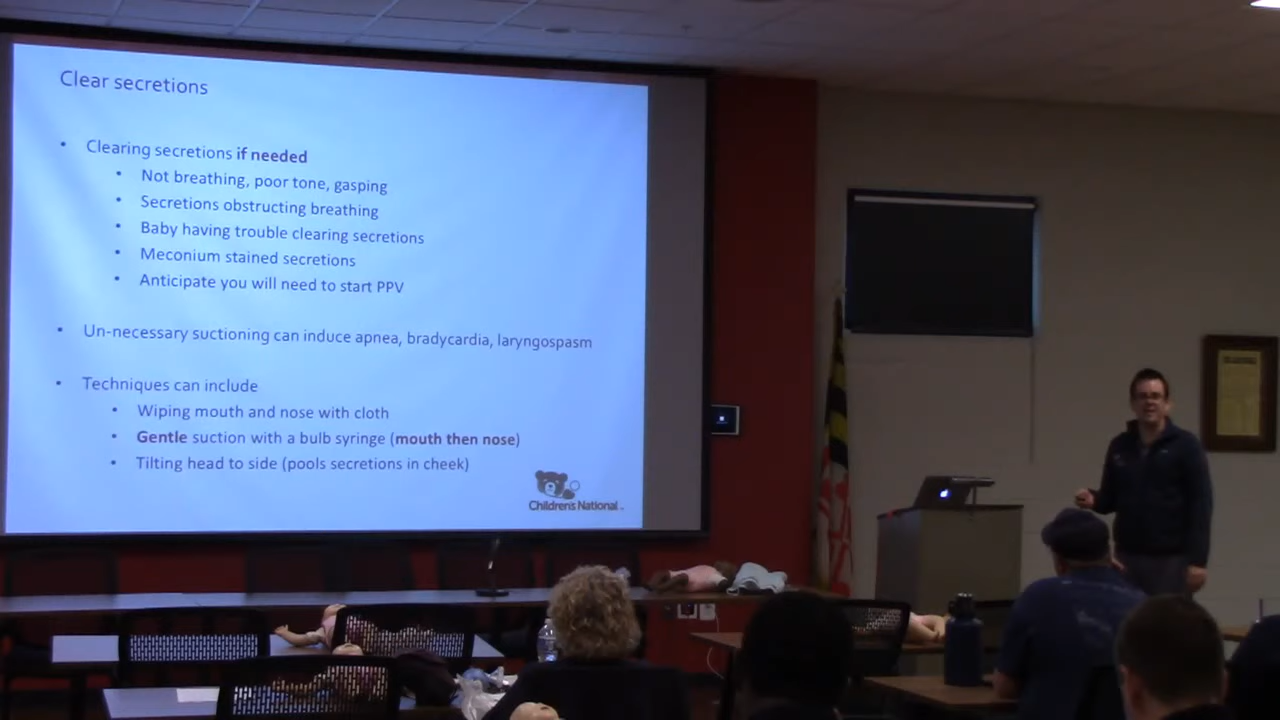 Clear secretions
Clearing secretions if needed
Not breathing, poor tone, gasping
Secretions obstructing breathing
Baby having trouble clearing secretions
Meconium stained secretions
Anticipate you will need to start PPV
Un-necessary suctioning can induce apnea, bradycardia, laryngospasm
Techniques can include
Wiping mouth and nose with cloth
Gentle suction with a bulb syringe (mouth then nose)
Tilting head to side (pools secretions in cheek)
Children's National